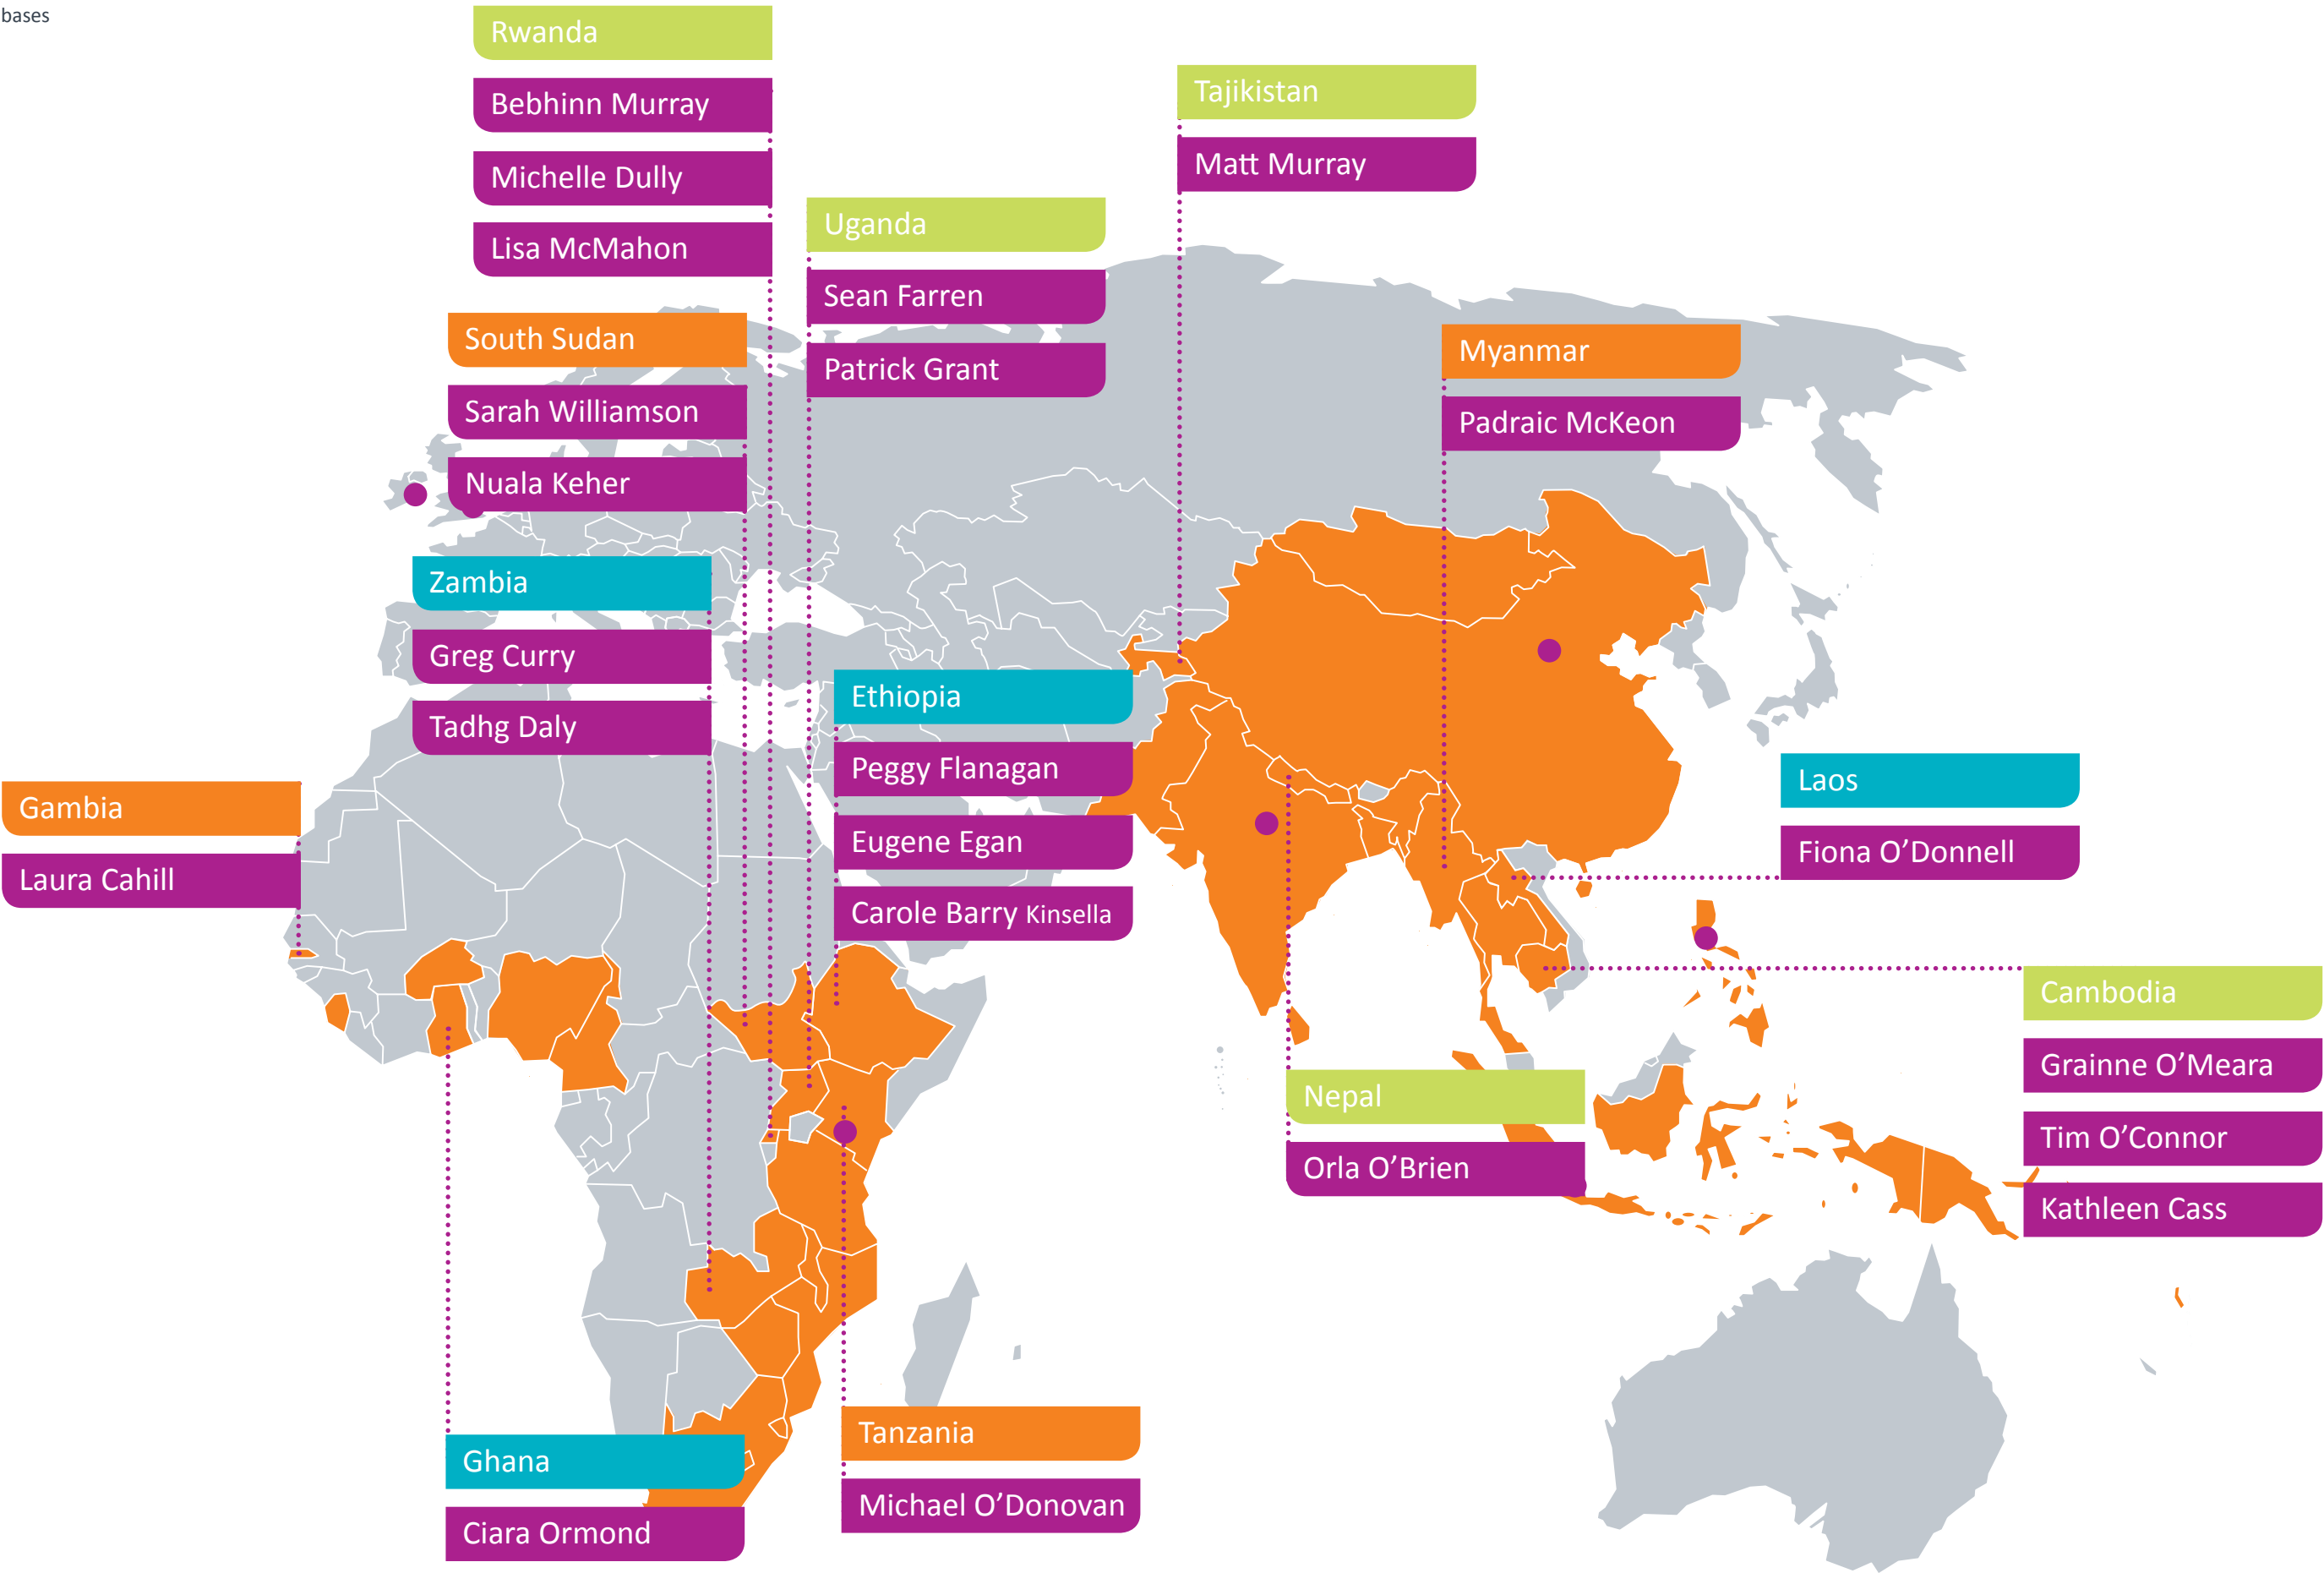 bases
Rwanda
Bebhinn Murray
Michelle Dully
Lisa McMahon
Tajikistan
Matt Murray
Uganda
Sean Farren
Patrick Grant
South Sudan
Sarah Williamson
Nuala Keher
Myanmar
Padraic McKeon
Zambia
Greg Curry
Tadhg Daly
Ethiopia
Peggy Flanagan
Eugene Egan
Carole Barry Kinsella
Gambia
Laura Cahill
Laos
Fiona O’Donnell
Cambodia
Grainne O’Meara
Tim O’Connor
Kathleen Cass
Nepal
Orla O’Brien
Ghana
Ciara Ormond
Tanzania
Michael O’Donovan